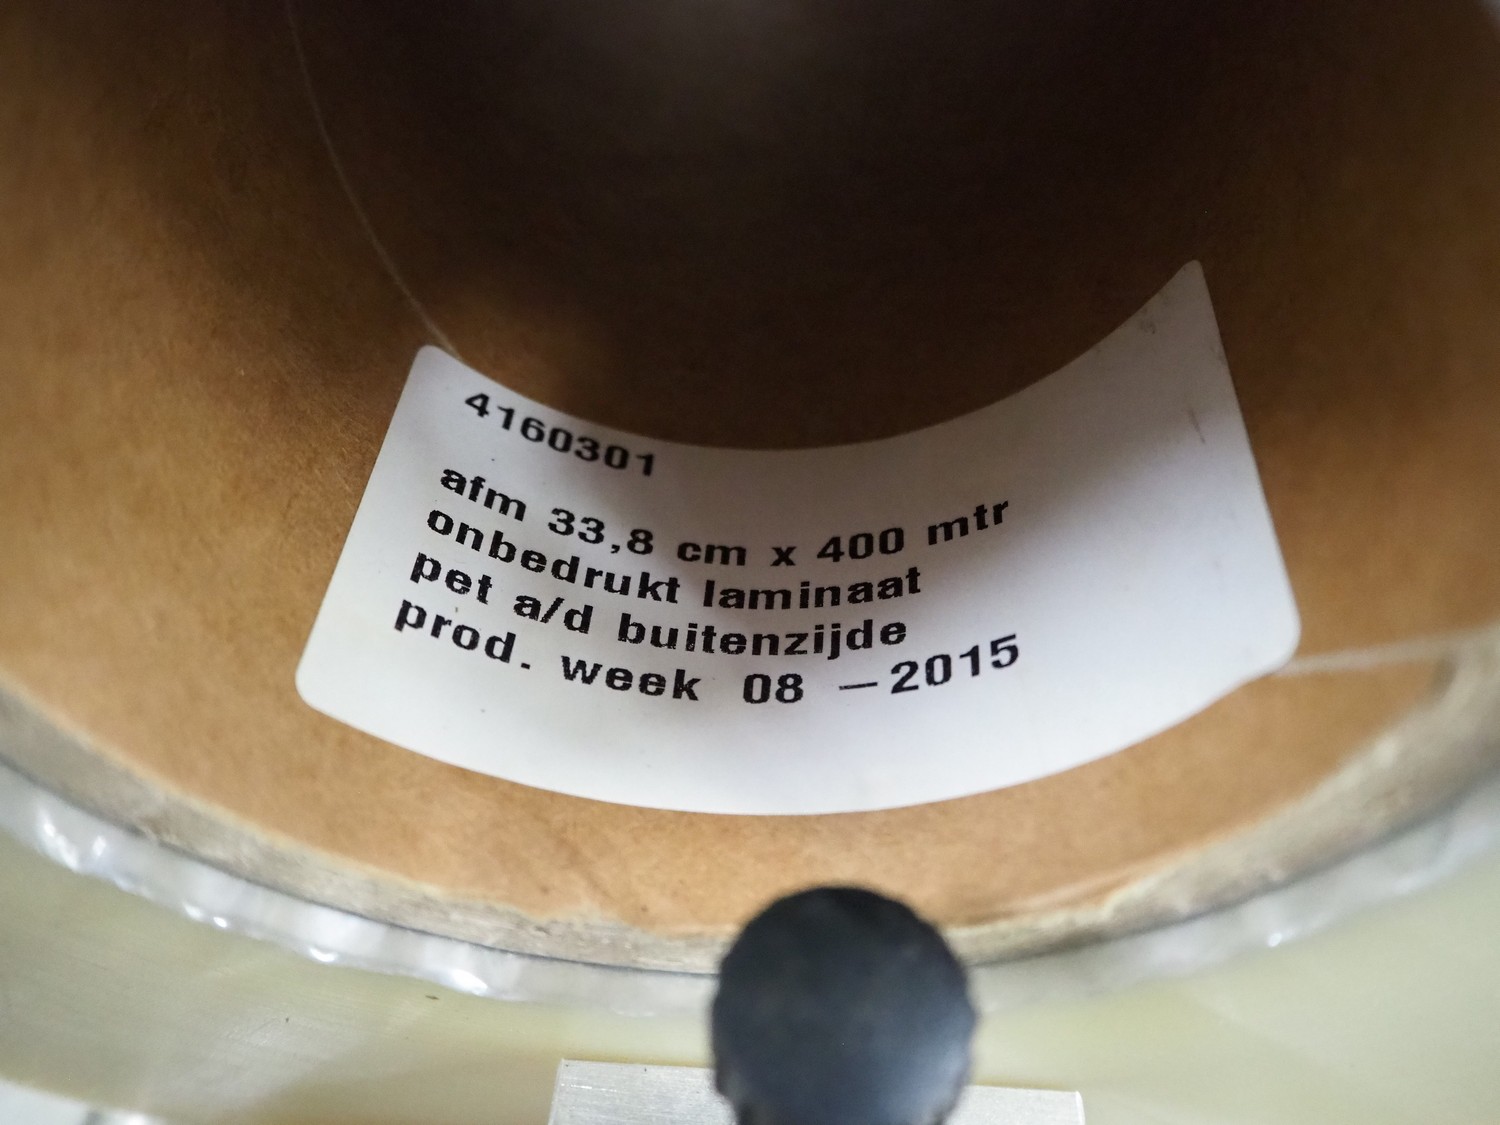 4160301
afm 33,8 cm x 400 mtr
onbedrukt laminaat
pet a/d buitenzijde
prod. week 08 – 2015